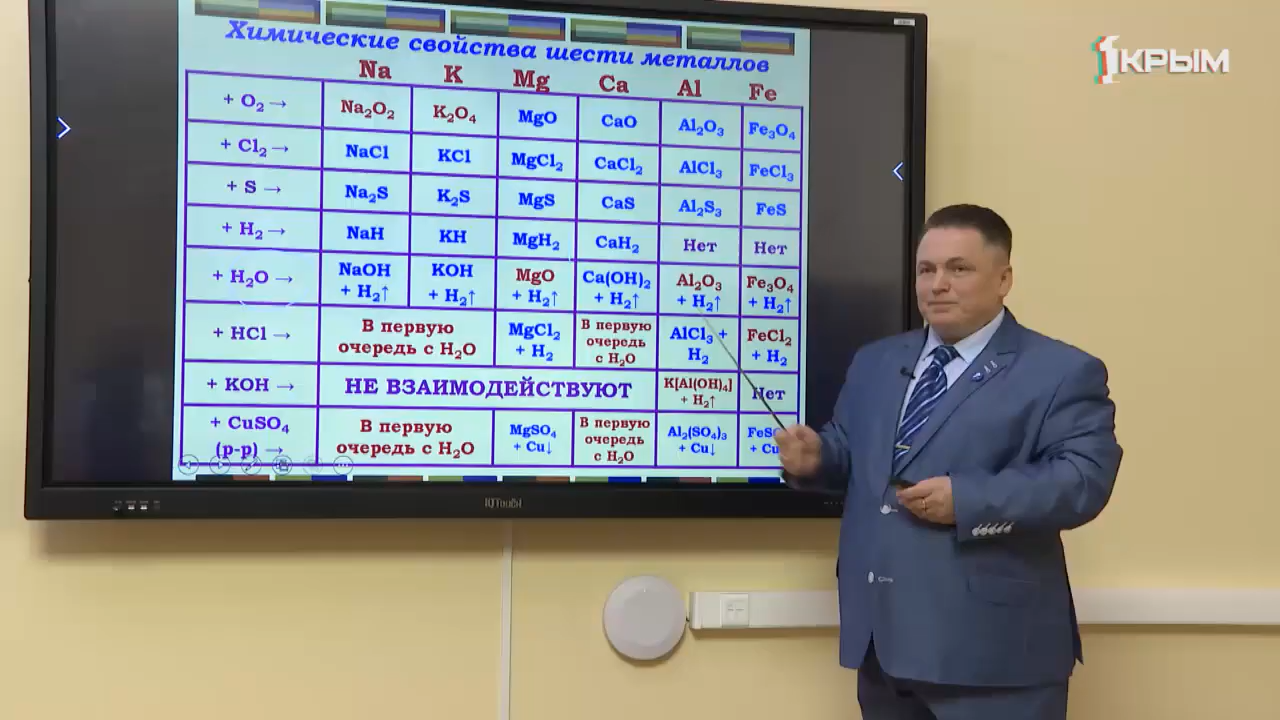 1КРЫМ
Химические свойства шести металлов
Na K Mg Ca Al Fe
+ O₂ → Na₂O₂ K₂O₄ MgO CaO Al₂O₃ Fe₃O₄
+ Cl₂ → NaCl KCl MgCl₂ CaCl₂ AlCl₃ FeCl₃
+ S → Na₂S K₂S MgS CaS Al₂S₃ FeS
+ H₂ → NaH KH MgH₂ CaH₂ Нет Нет
+ H₂O → NaOH + H₂↑ KOH + H₂↑ MgO + H₂↑ Ca(OH)₂ + H₂↑ Al₂O₃ + H₂↑ Fe₃O₄ + H₂↑
+ HCl → В первую очередь с H₂O MgCl₂ + H₂ В первую очередь с H₂O AlCl₃ + H₂ FeCl₂ + H₂
+ KOH → НЕ ВЗАИМОДЕЙСТВУЮТ K[Al(OH)₄] + H₂↑ Нет
+ CuSO₄ (р-р) → В первую очередь с H₂O MgSO₄ + Cu↓ В первую очередь с H₂O Al₂(SO₄)₃ + Cu↓
IQTouch